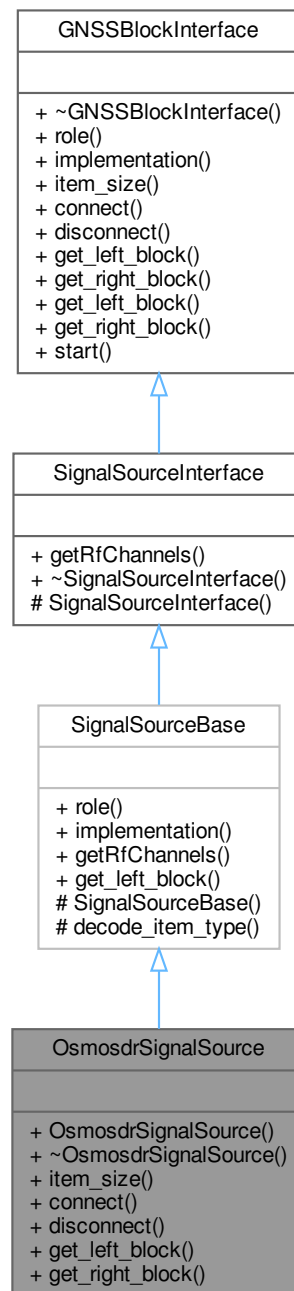 GNSSBlockInterface
+ ~GNSSBlockInterface()
+ role()
+ implementation()
+ item_size()
+ connect()
+ disconnect()
+ get_left_block()
+ get_right_block()
+ get_left_block()
+ get_right_block()
+ start()
SignalSourceInterface
+ getRfChannels()
+ ~SignalSourceInterface()
# SignalSourceInterface()
SignalSourceBase
+ role()
+ implementation()
+ getRfChannels()
+ get_left_block()
# SignalSourceBase()
# decode_item_type()
OsmosdrSignalSource
+ OsmosdrSignalSource()
+ ~OsmosdrSignalSource()
+ item_size()
+ connect()
+ disconnect()
+ get_left_block()
+ get_right_block()